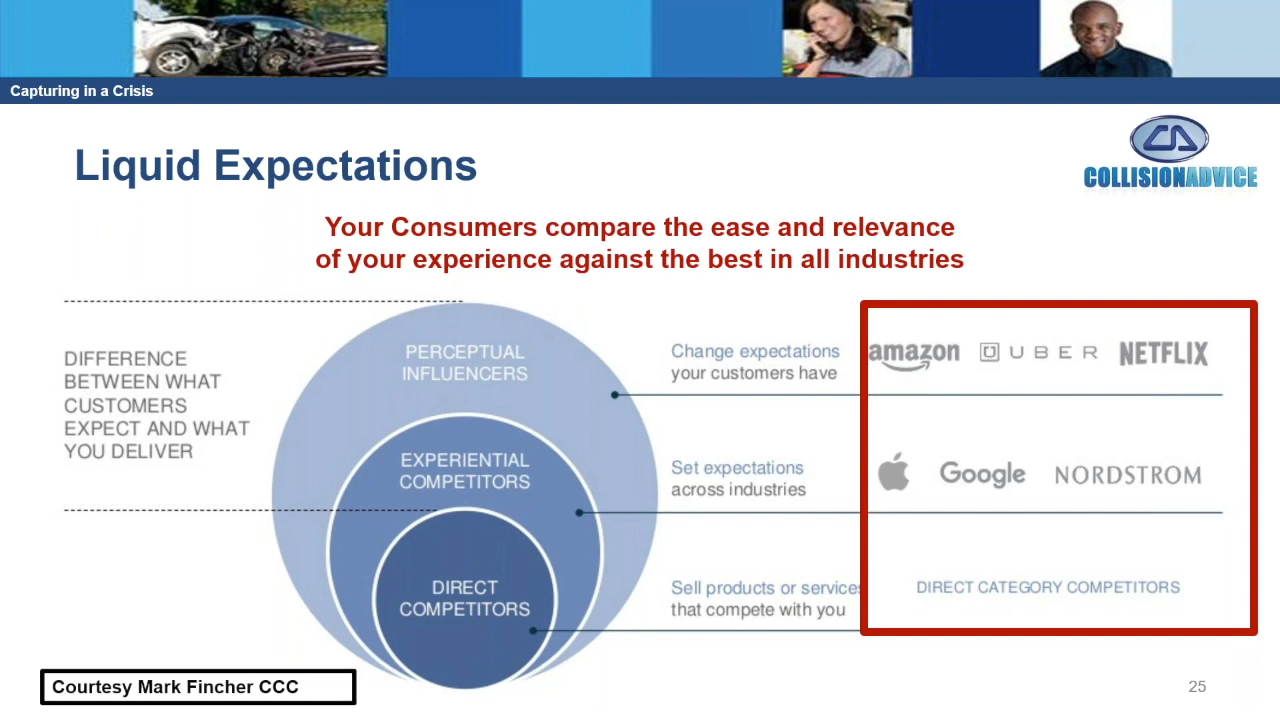 Capturing in a Crisis
Liquid Expectations
COLLISIONADVICE
Your Consumers compare the ease and relevance
of your experience against the best in all industries
DIFFERENCE
BETWEEN WHAT
CUSTOMERS
EXPECT AND WHAT
YOU DELIVER
PERCEPTUAL
INFLUENCERS
EXPERIENTIAL
COMPETITORS
DIRECT
COMPETITORS
Change expectations
your customers have
amazon UBER NETFLIX
Set expectations
across industries
Google NORDSTROM
Sell products or services
that compete with you
DIRECT CATEGORY COMPETITORS
Courtesy Mark Fincher CCC
25